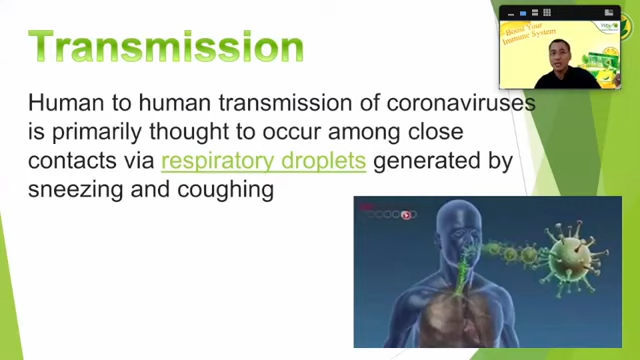 Transmission
Boost Your
Immune System
Human to human transmission of coronaviruses
is primarily thought to occur among close
contacts via respiratory droplets generated by
sneezing and coughing